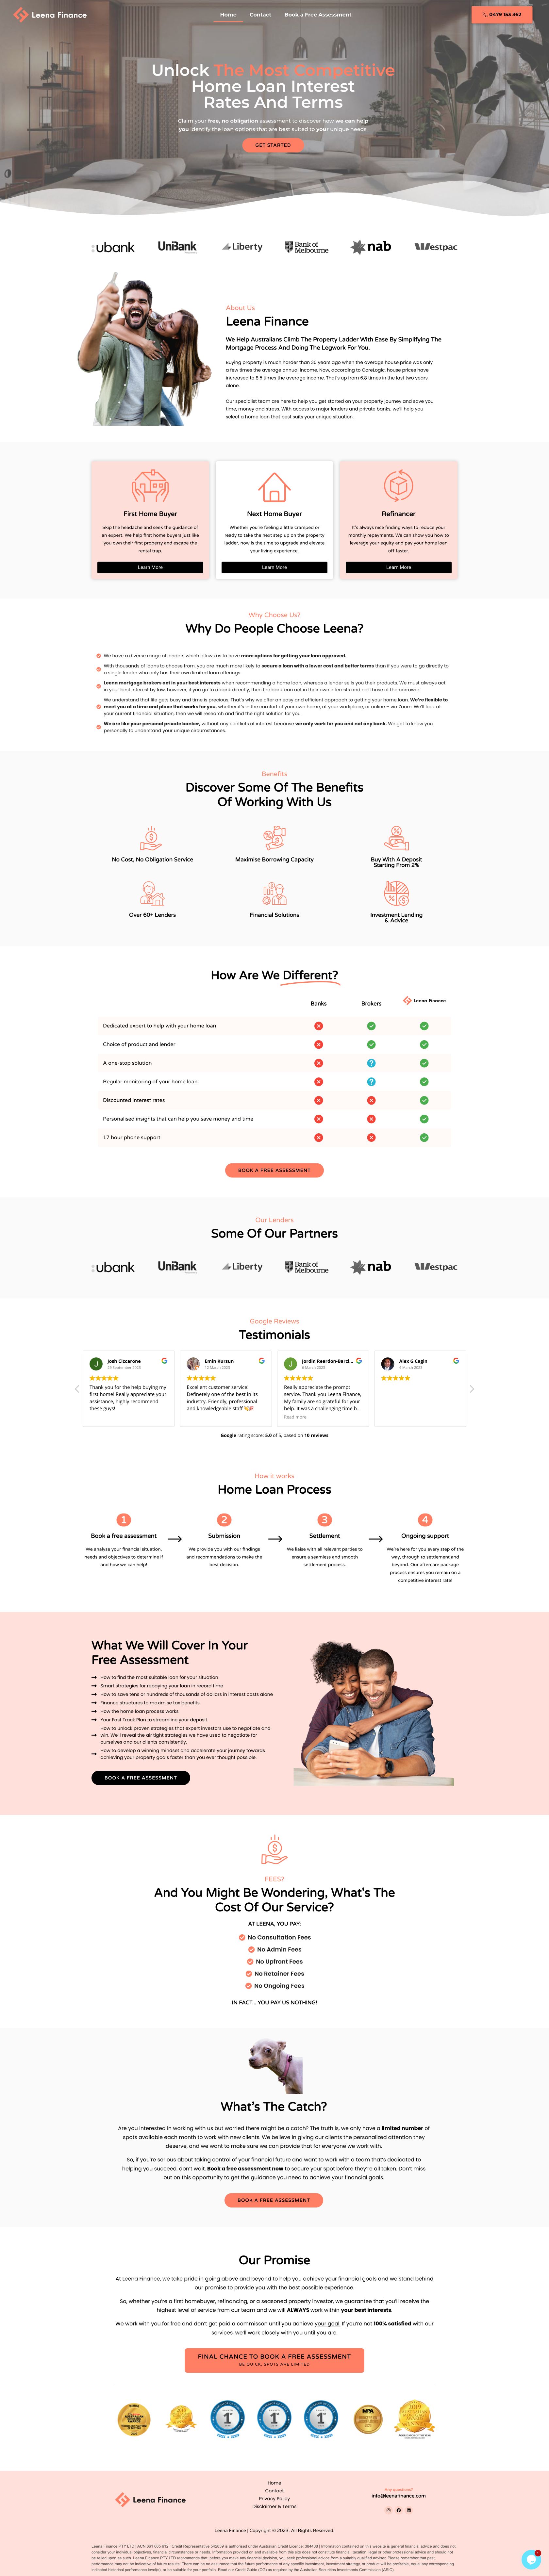 Leena Finance
Home
Contact
Book a Free Assessment
0479 153 362
Unlock The Most Competitive
Home Loan Interest
Rates And Terms
Claim your free, no obligation assessment to discover how we can help
you identify the loan options that are best suited to your unique needs.
GET STARTED
ubank
UniBank
Liberty
Bank of
Melbourne
nab
Westpac
About Us
Leena Finance
We Help Australians Climb The Property Ladder With Ease By Simplifying The
Mortgage Process And Doing The Legwork For You.
Buying property is much harder than 30 years ago when the average house price was only
a few times the average annual income. Now, according to CoreLogic, house prices have
increased to 8.5 times the average income. That's up from 6.8 times in the last two years
alone.
Our specialist team are here to help you get started on your property journey and save you
time, money and stress. With access to major lenders and private banks, we'll help you
select a home loan that best suits your unique situation.
First Home Buyer
Skip the headache and seek the guidance of
an expert. We help first home buyers just like
you own their first property and escape the
rental trap.
Learn More
Next Home Buyer
Whether you're feeling a little cramped or
ready to take the next step up on the property
ladder, now is the time to upgrade and elevate
your living experience.
Learn More
Refinancer
It's always nice finding ways to reduce your
monthly repayments. We can show you how to
leverage your equity and pay your home loan
off faster.
Learn More
Why Choose Us?
Why Do People Choose Leena?
We have a diverse range of lenders which allows us to have more options for getting your loan approved.
With thousands of loans to choose from, you are much more likely to secure a loan with a lower cost and better terms than if you were to go directly to
a single lender who only has their own limited loan offerings.
Leena mortgage brokers act in your best interests when recommending a home loan, whereas a lender sells you their products. We must always act
in your best interest by law, however, if you go to a bank directly, then the bank can act in their own interests and not those of the borrower.
We understand that life gets busy and time is precious. That's why we offer an easy and efficient approach to getting your home loan. We're flexible to
meet you at a time and place that works for you, whether it's in the comfort of your own home, at your workplace, or online – via Zoom. We'll look at
your current financial situation, then we will research and find the right solution for you.
We are like your personal private banker, without any conflicts of interest because we only work for you and not any bank. We get to know you
personally to understand your unique circumstances.
Benefits
Discover Some Of The Benefits
Of Working With Us
No Cost, No Obligation Service
Maximise Borrowing Capacity
Buy With A Deposit
Starting From 2%
Over 60+ Lenders
Financial Solutions
Investment Lending
& Advice
How Are We Different?
Banks
Brokers
Leena Finance
Dedicated expert to help with your home loan
Choice of product and lender
A one-stop solution
Regular monitoring of your home loan
Discounted interest rates
Personalised insights that can help you save money and time
17 hour phone support
BOOK A FREE ASSESSMENT
Our Lenders
Some Of Our Partners
ubank
UniBank
Liberty
Bank of
Melbourne
nab
Westpac
Google Reviews
Testimonials
J
Josh Ciccarone
21 September 2023
Thank you for the help buying my
first home! Really appreciate your
assistance, highly recommend
these guys!
Emin Kursun
12 March 2023
Excellent customer service!
Definetely one of the best in its
industry. Friendly, professional
and knowledgeable staff
J
Jordin Reardon-Barcl...
6 March 2023
Really appreciate the prompt
service. Thank you Leena Finance,
My family are so grateful for your
help. It was a challenging time b...
Read more
Alex G Cagin
4 March 2023
Google rating score: 5.0 of 5, based on 10 reviews
How it works
Home Loan Process
1
Book a free assessment
We analyse your financial situation,
needs and objectives to determine if
and how we can help!
2
Submission
We provide you with our findings
and recommendations to make the
best decision.
3
Settlement
We liaise with all relevant parties to
ensure a seamless and smooth
settlement process.
4
Ongoing support
We're here for you every step of the
way, through to settlement and
beyond. Our aftercare package
process ensures you remain on a
competitive interest rate!
What We Will Cover In Your
Free Assessment
How to find the most suitable loan for your situation
Smart strategies for repaying your loan in record time
How to save tens or hundreds of thousands of dollars in interest costs alone
Finance structures to maximise tax benefits
How the home loan process works
Your Fast Track Plan to streamline your deposit
How to unlock proven strategies that expert investors use to negotiate and
win. We'll reveal the air tight strategies we have used to negotiate for
ourselves and our clients consistently.
How to develop a winning mindset and accelerate your journey towards
achieving your property goals faster than you ever thought possible.
BOOK A FREE ASSESSMENT
FEES?
And You Might Be Wondering, What's The
Cost Of Our Service?
AT LEENA, YOU PAY:
No Consultation Fees
No Admin Fees
No Upfront Fees
No Retainer Fees
No Ongoing Fees
IN FACT... YOU PAY US NOTHING!
What's The Catch?
Are you interested in working with us but worried there might be a catch? The truth is, we only have a limited number of
spots available each month to work with new clients. We believe in giving our clients the personalized attention they
deserve, and we want to make sure we can provide that for everyone we work with.
So, if you're serious about taking control of your financial future and want to work with a team that's dedicated to
helping you succeed, don't wait. Book a free assessment now to secure your spot before they're all taken. Don't miss
out on this opportunity to get the guidance you need to achieve your financial goals.
BOOK A FREE ASSESSMENT
Our Promise
At Leena Finance, we take pride in going above and beyond to help you achieve your financial goals and we stand behind
our promise to provide you with the best possible experience.
So, whether you're a first homebuyer, refinancing, or a seasoned property investor, we guarantee that you'll receive the
highest level of service from our team and we will ALWAYS work within your best interests.
We work with you for free and don't get paid a commisson until you achieve your goal. If you're not 100% satisfied with our
services, we'll work closely with you until you are.
FINAL CHANCE TO BOOK A FREE ASSESSMENT
BE QUICK, SPOTS ARE LIMITED
1st
1st
1st
MPA
2019
Leena Finance
Home
Contact
Privacy Policy
Disclaimer & Terms
Any questions?
info@leenafinance.com
Leena Finance | Copyright © 2023. All Rights Reserved.